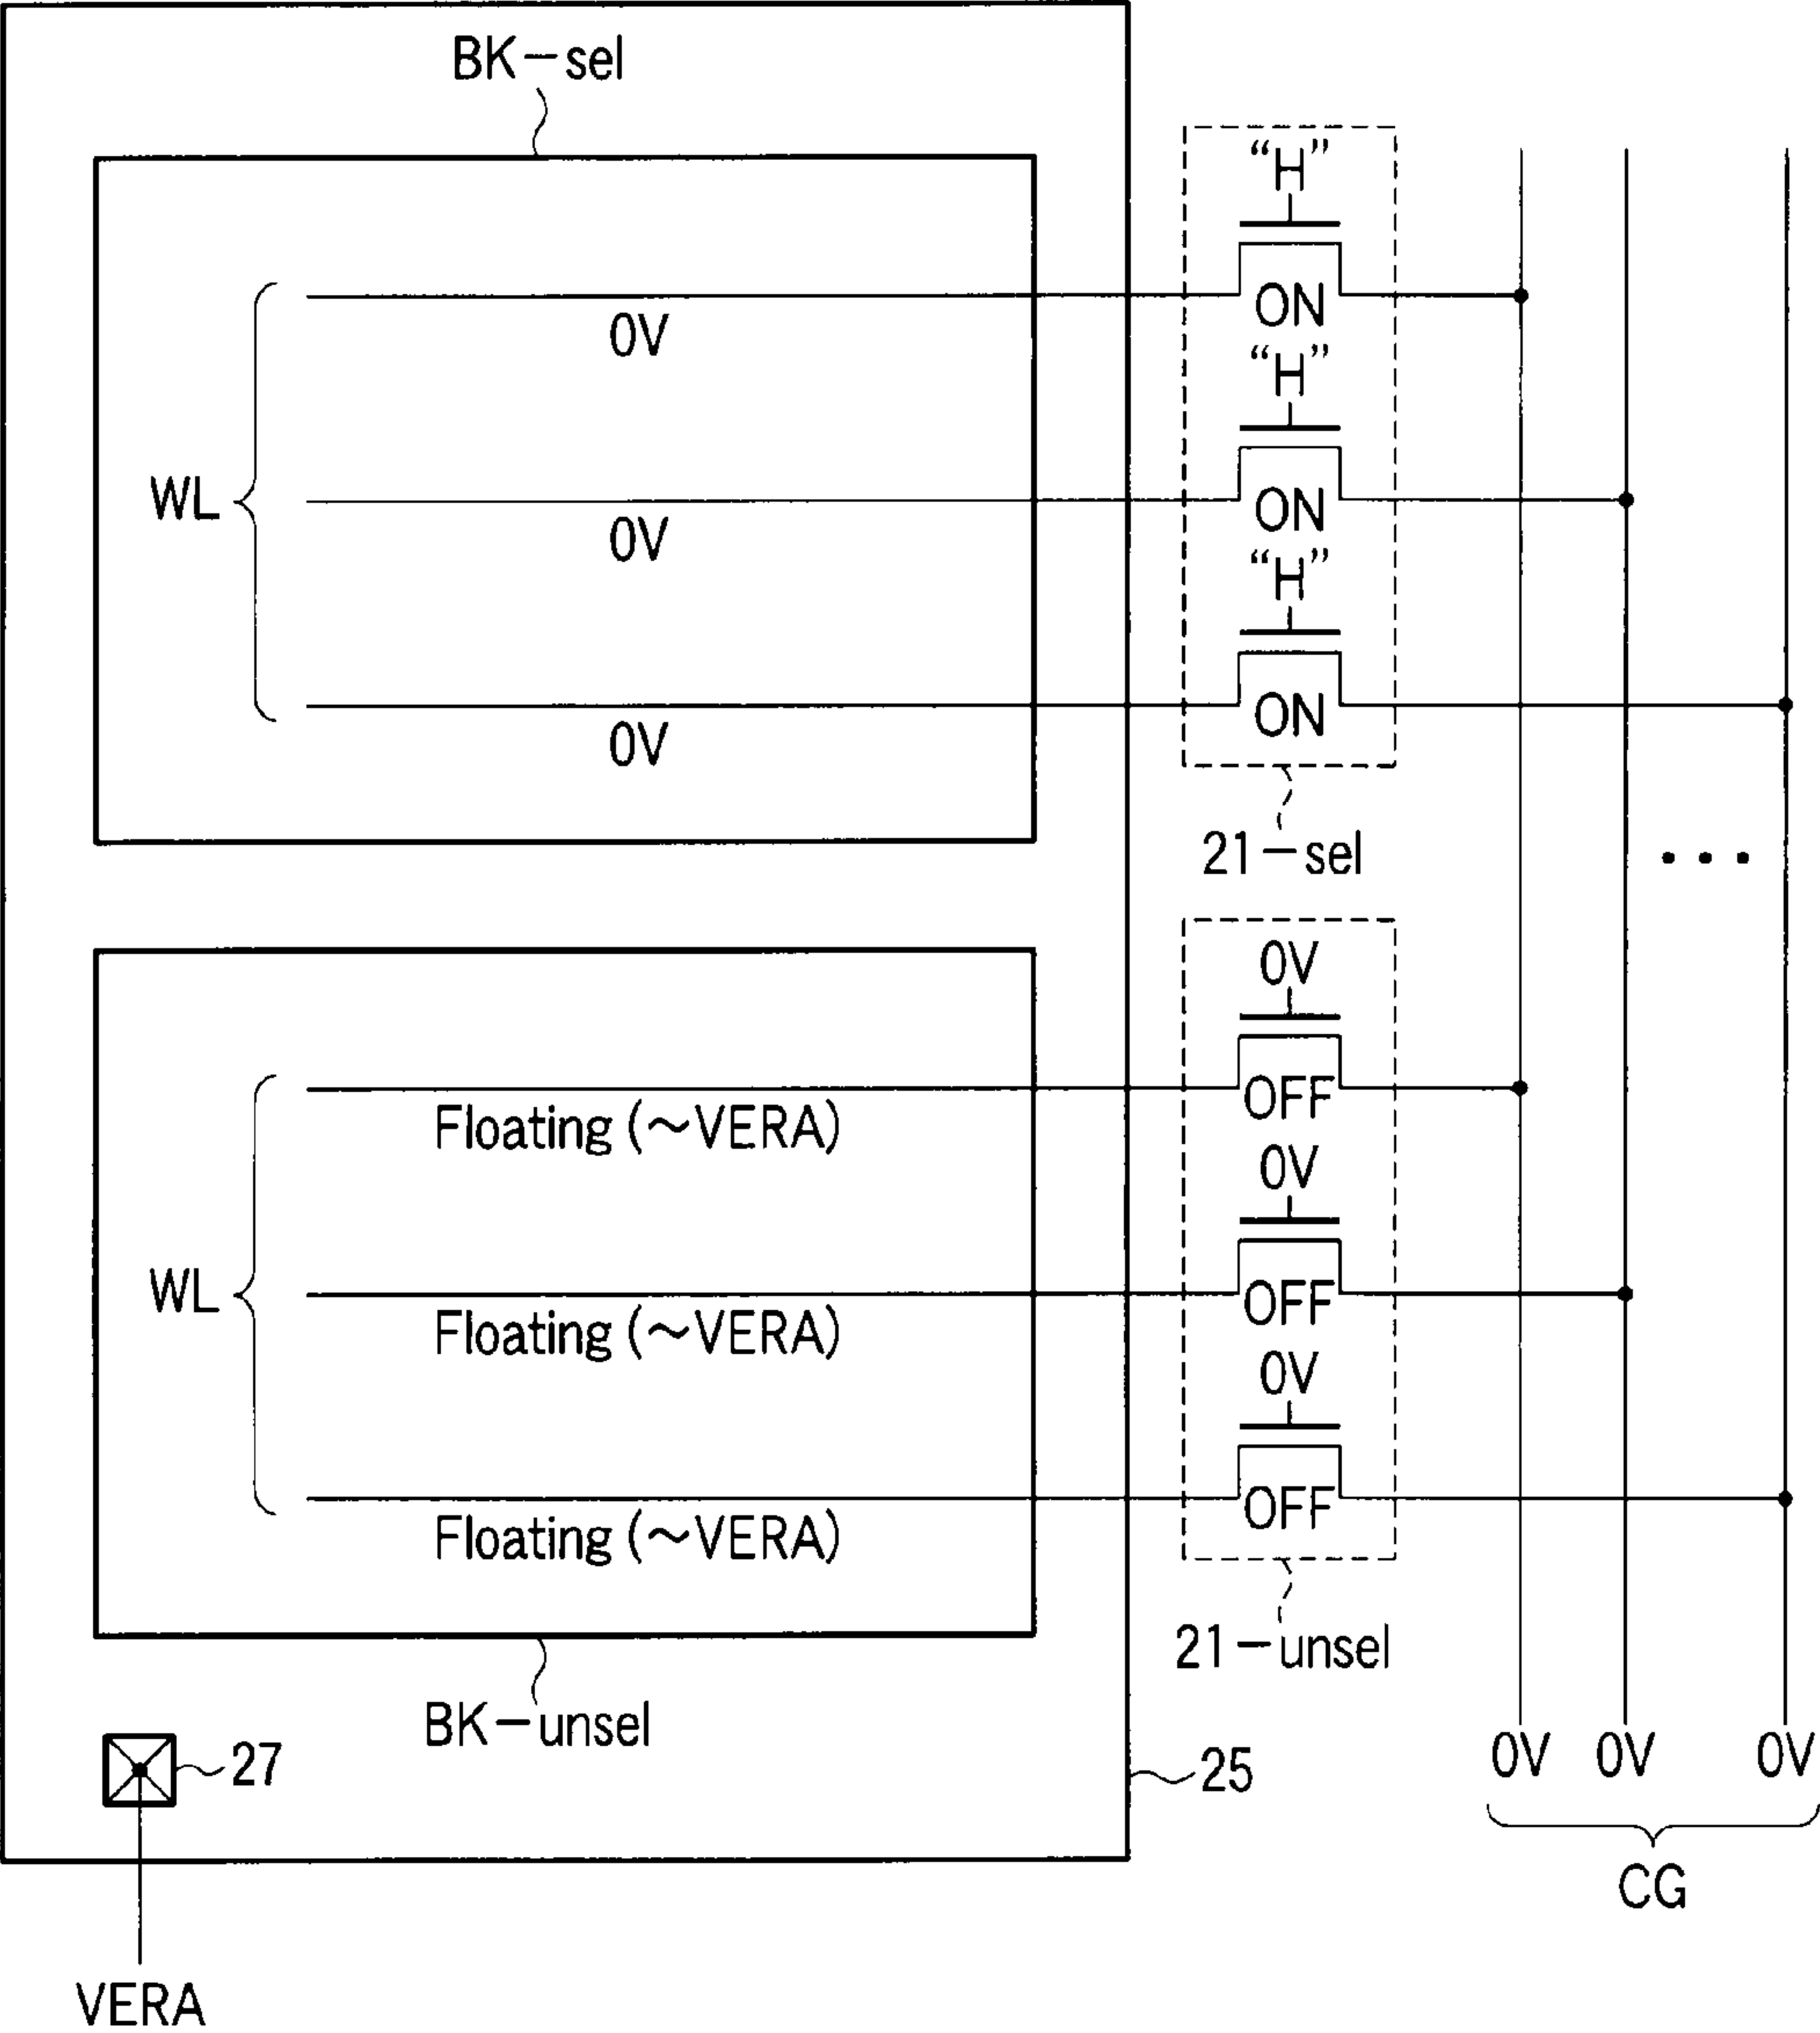 BK-sel
"H"
ON
0V
"H"
WL
ON
0V
"H"
ON
0V
21-sel
...
0V
OFF
Floating (~VERA)
0V
WL
OFF
Floating (~VERA)
0V
OFF
Floating (~VERA)
21-unsel
BK-unsel
27
25
0V 0V 0V
CG
VERA